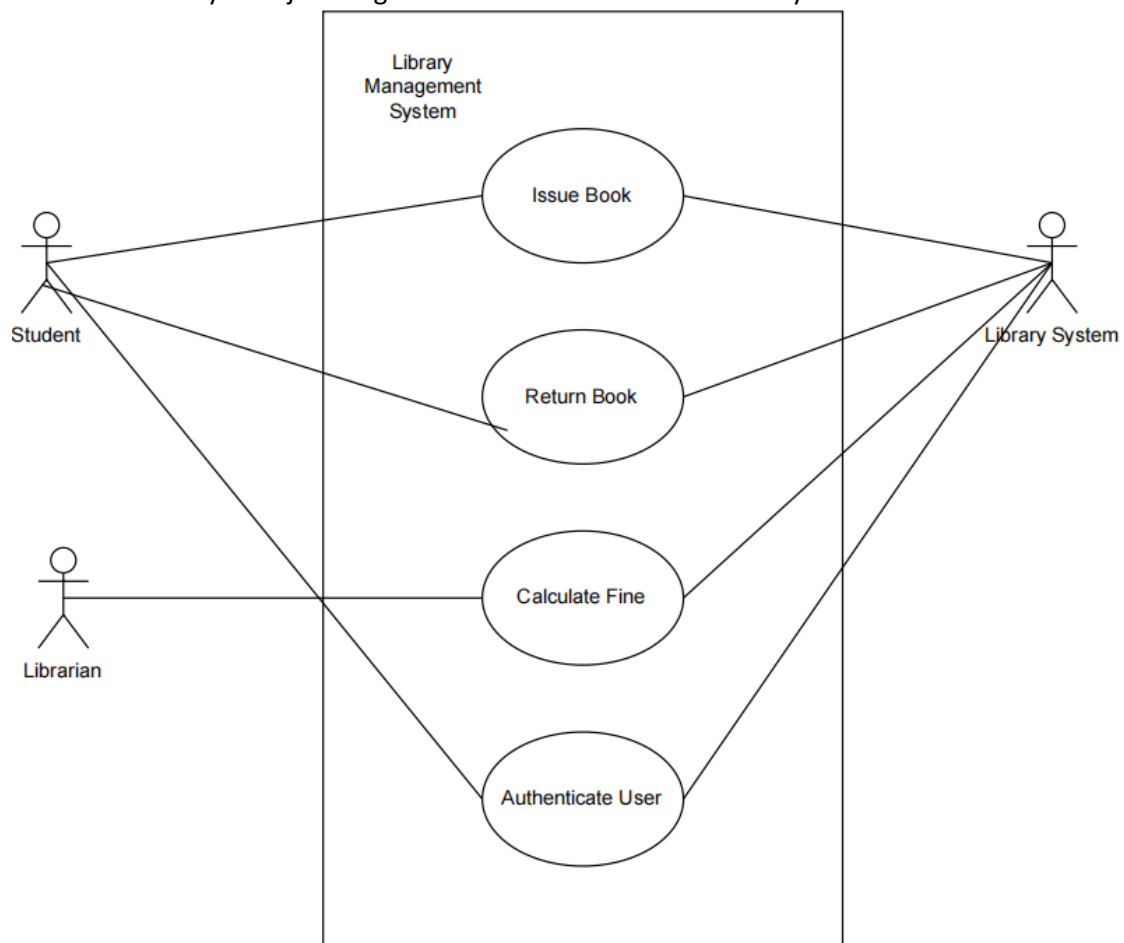 Library
Management
System
Issue Book
Student
Library System
Return Book
Calculate Fine
Librarian
Authenticate User